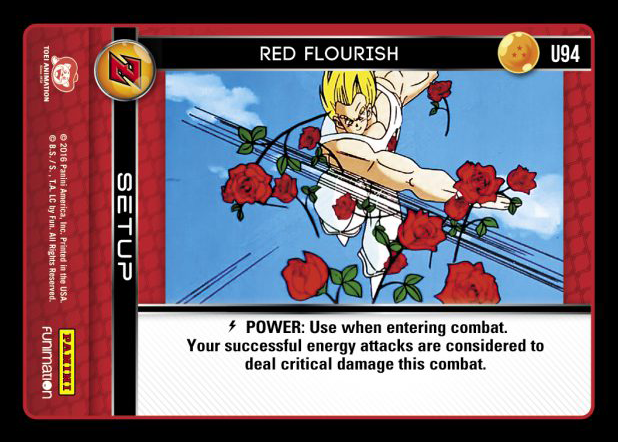 RED FLOURISH
U94
SETUP
POWER: Use when entering combat.
Your successful energy attacks are considered to
deal critical damage this combat.
TOEI ANIMATION
© 2016 Panini America, Inc. Printed in the USA.
© B.S./S., T.A. LC by Fun. All Rights Reserved.
PANINI
FUNIMATION